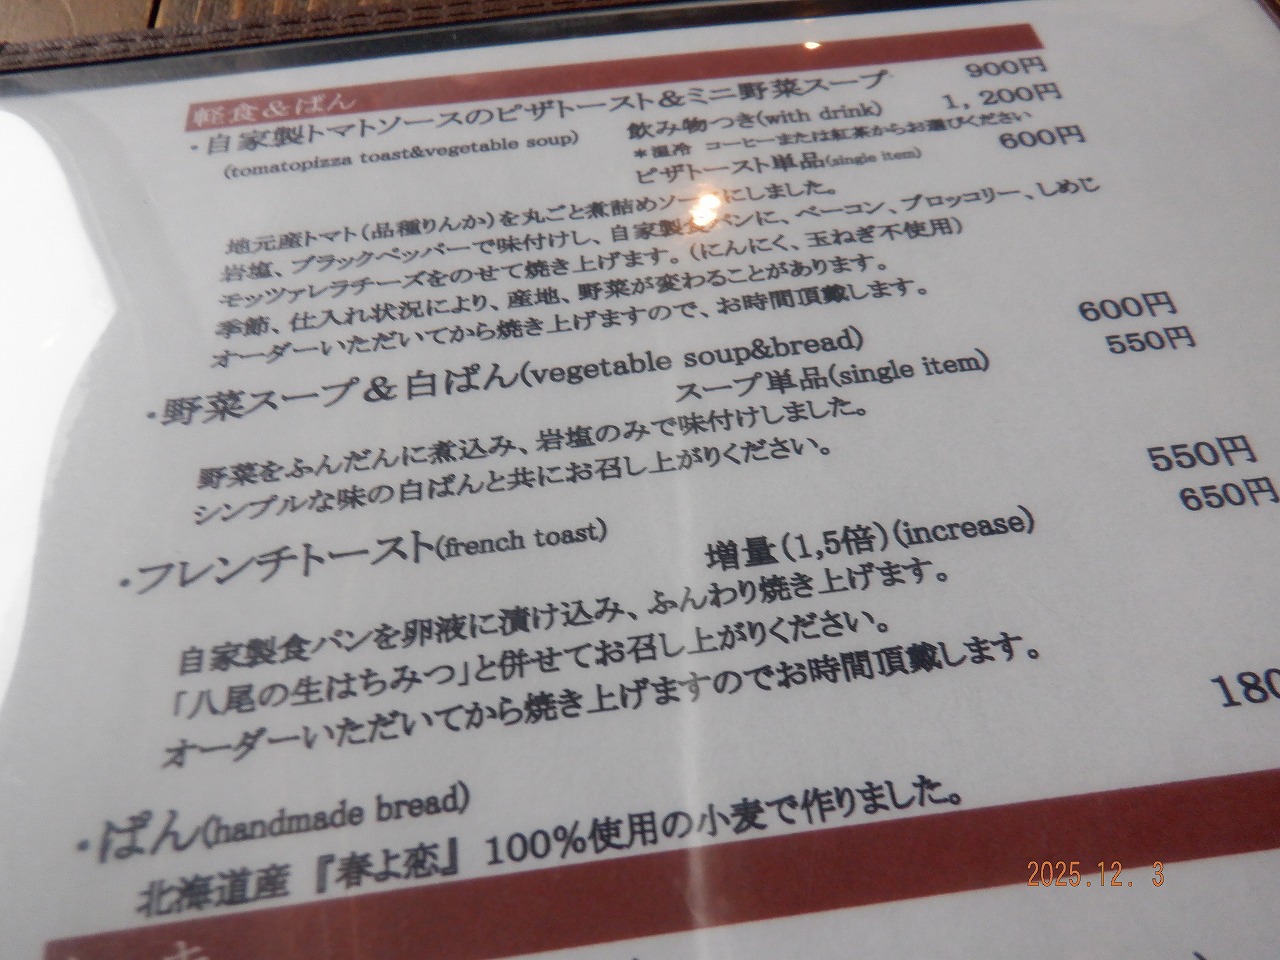 軽食&ぱん
・自家製トマトソースのピザトースト&ミニ野菜スープ 900円
(tomatopizza toast&vegetable soup) 飲み物つき(with drink) 1,200円
*温冷 コーヒーまたは紅茶からお選びください
ピザトースト単品(single item) 600円
地元産トマト(品種りんか)を丸ごと煮詰めソースにしました。
岩塩、ブラックペッパーで味付けし、自家製食パンに、ベーコン、ブロッコリー、しめじ
モッツァレラチーズをのせて焼き上げます。(にんにく、玉ねぎ不使用)
季節、仕入れ状況により、産地、野菜が変わることがあります。
オーダーいただいてから焼き上げますので、お時間頂戴します。
・野菜スープ&白ぱん(vegetable soup&bread) 600円
スープ単品(single item) 550円
野菜をふんだんに煮込み、岩塩のみで味付けしました。
シンプルな味の白ぱんと共にお召し上がりください。
・フレンチトースト(french toast) 550円
増量(1,5倍)(increase) 650円
自家製食パンを卵液に漬け込み、ふんわり焼き上げます。
「八尾の生はちみつ」と併せてお召し上がりください。
オーダーいただいてから焼き上げますのでお時間頂戴します。
・ぱん(handmade bread) 180
北海道産『春よ恋』100%使用の小麦で作りました。
2025.12. 3